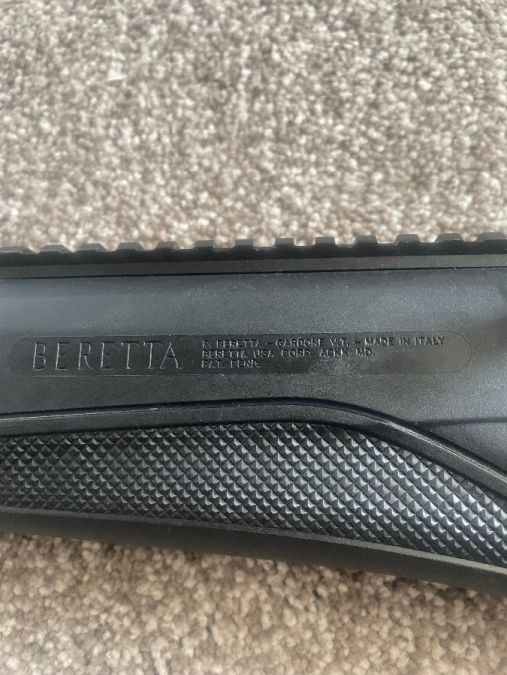 BERETTA
P. BERETTA - GARDONE V.T. - MADE IN ITALY
BERETTA USA CORP. ACKK. MD.
PAT. PEND.